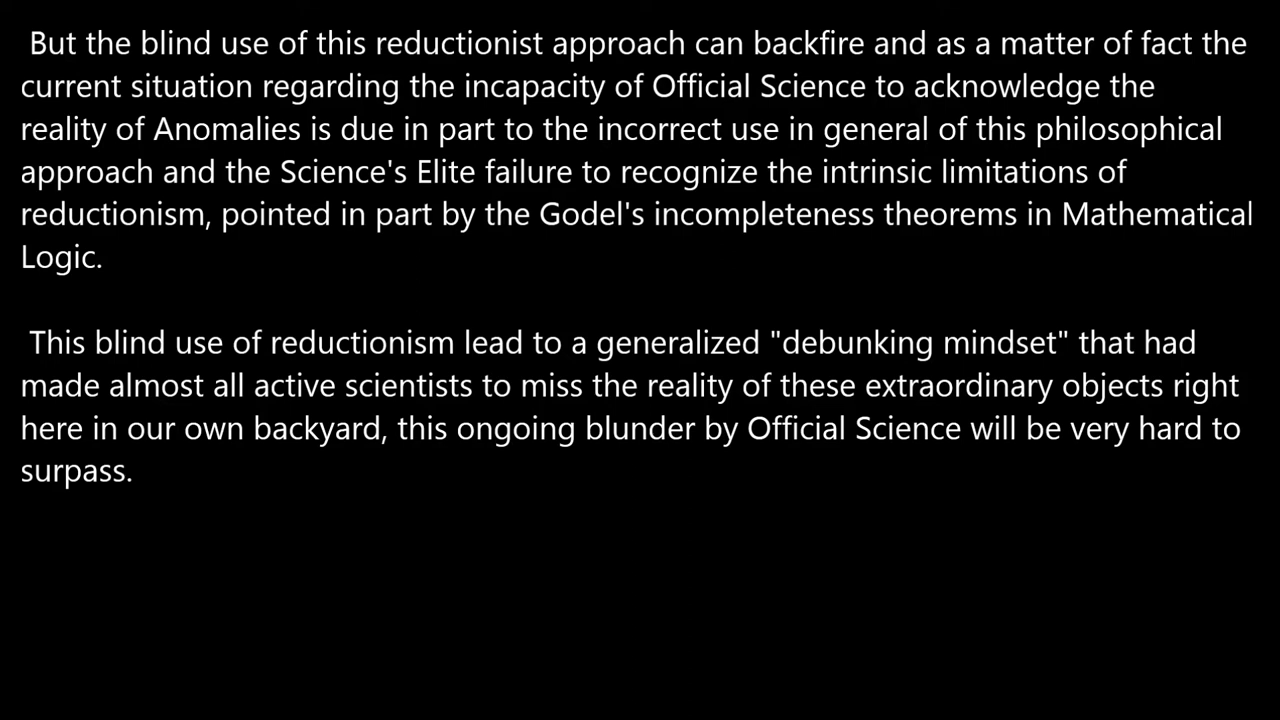 But the blind use of this reductionist approach can backfire and as a matter of fact the
current situation regarding the incapacity of Official Science to acknowledge the
reality of Anomalies is due in part to the incorrect use in general of this philosophical
approach and the Science's Elite failure to recognize the intrinsic limitations of
reductionism, pointed in part by the Godel's incompleteness theorems in Mathematical
Logic.
This blind use of reductionism lead to a generalized "debunking mindset" that had
made almost all active scientists to miss the reality of these extraordinary objects right
here in our own backyard, this ongoing blunder by Official Science will be very hard to
surpass.